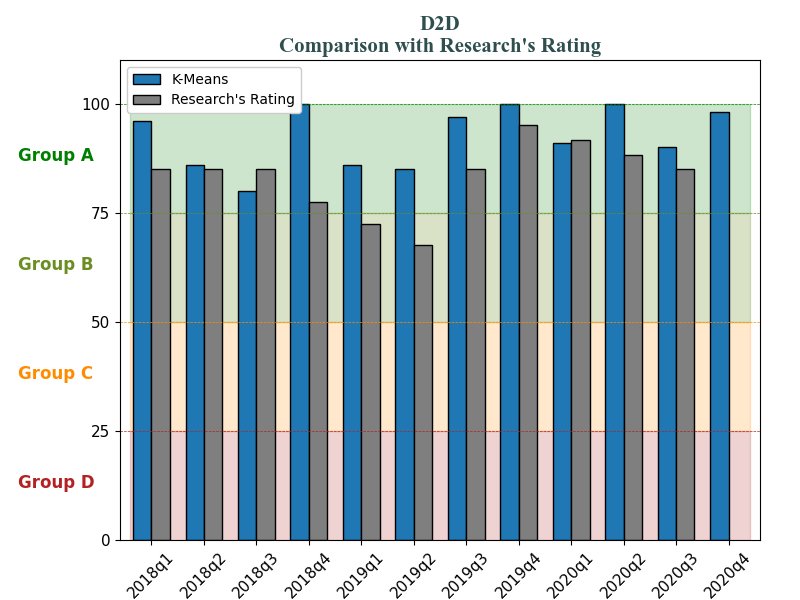 D2D
Comparison with Research's Rating
K-Means
Research's Rating
100
75
50
25
0
Group A
Group B
Group C
Group D
2018q1
2018q2
2018q3
2018q4
2019q1
2019q2
2019q3
2019q4
2020q1
2020q2
2020q3
2020q4